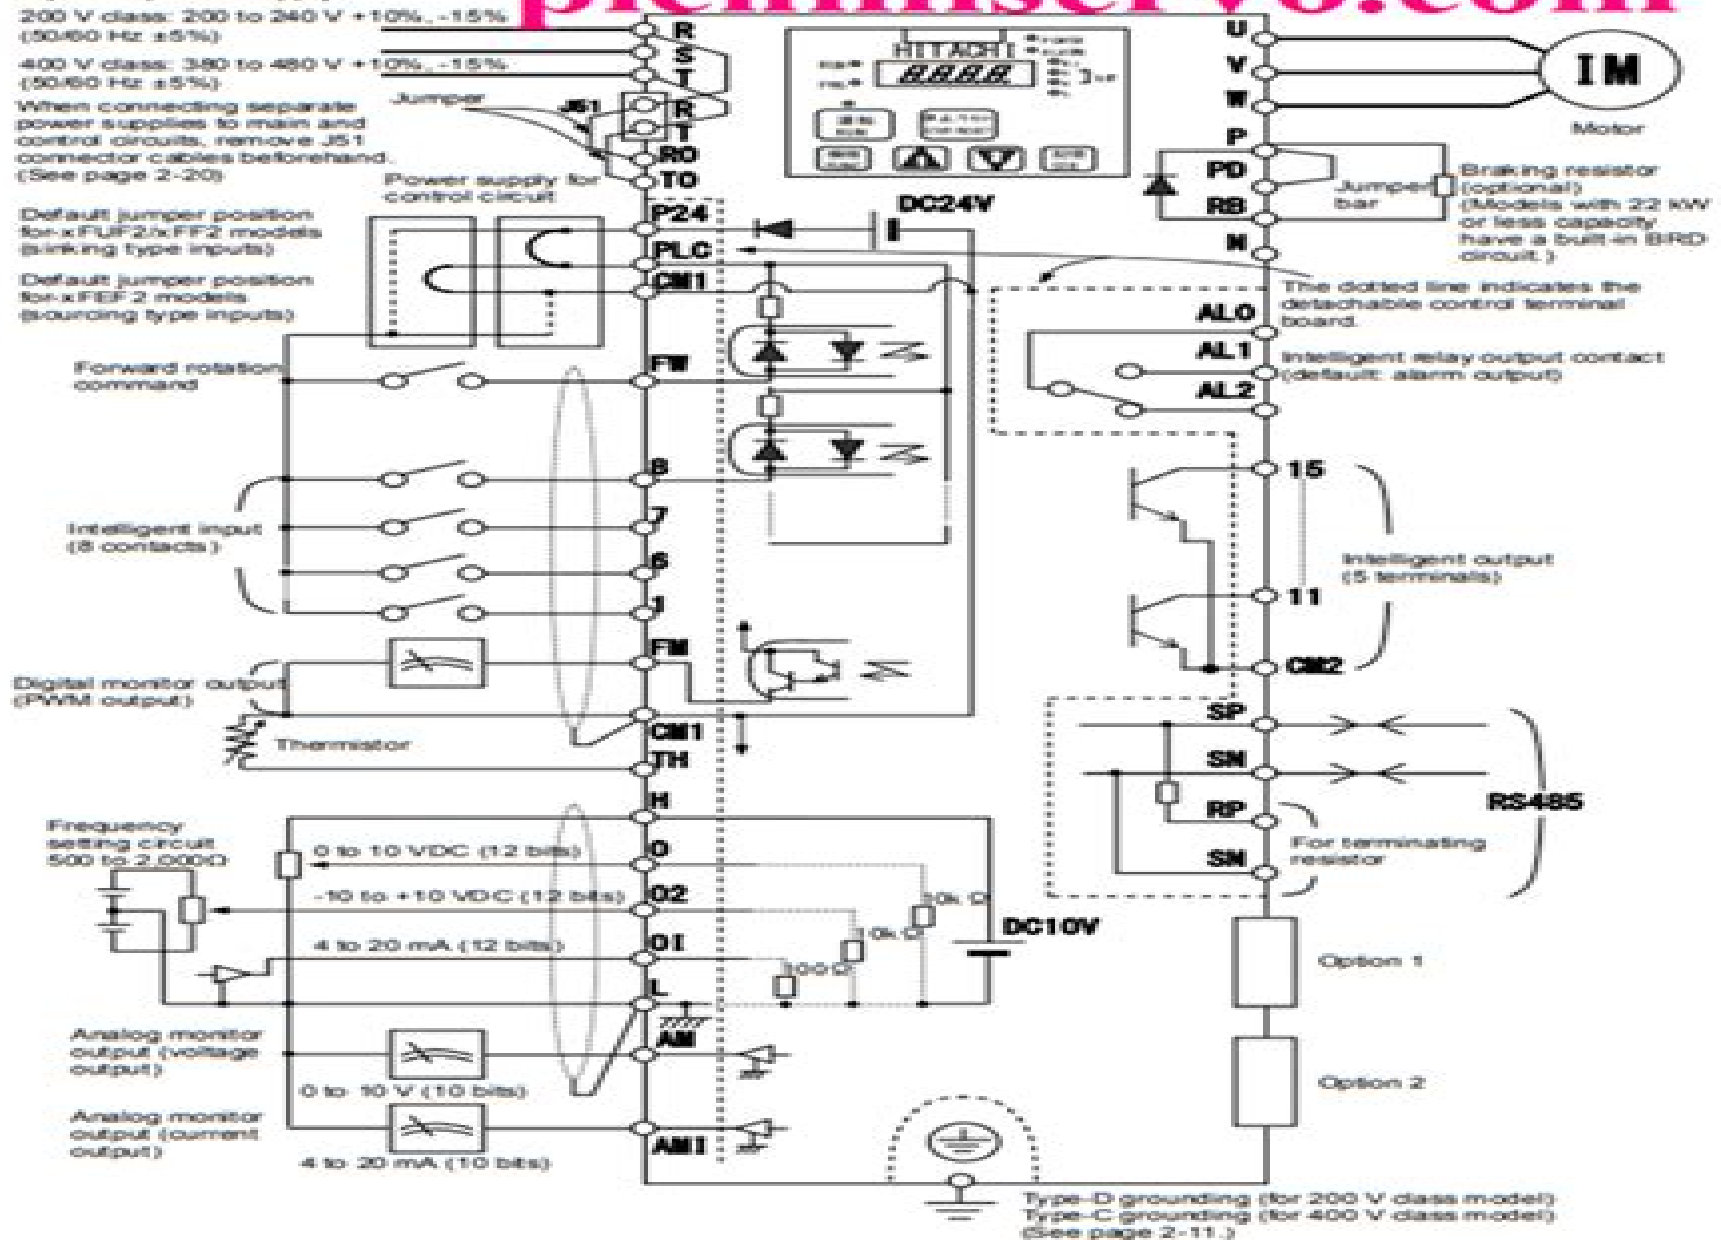 plcmiservo.com
200 V class: 200 to 240 V +10%, -15%
(50/60 Hz ±5%)
400 V class: 380 to 480 V +10%, -15%
(50/60 Hz ±5%)
When connecting separate
power supplies to main and
control circuits, remove J51
connector cables beforehand.
(See page 2-20)
Jumper
J51
R
S
T
R
T
RO
TO
Power supply for
control circuit
Default jumper position
for xFUF2/xFF2 models
(sinking type inputs)
Default jumper position
for xFEF2 models
(sourcing type inputs)
P24
PLC
CM1
DC24V
HITACHI
8.8.8.8.
U
V
W
IM
Motor
P
PD
RB
N
Jumper
bar
Braking resistor
(optional)
(Models with 22 kW
or less capacity
have a built-in BRD
circuit.)
The dotted line indicates the
detachable control terminal
board.
AL0
AL1
AL2
Intelligent relay output contact
(default: alarm output)
Forward rotation
command
FW
8
7
6
1
Intelligent input
(8 contacts)
15
11
CM2
Intelligent output
(5 terminals)
FM
Digital monitor output
(PWM output)
CM1
Thermistor
TH
SP
SN
RP
SN
RS485
For terminating
resistor
H
Frequency
setting circuit
500 to 2,000Ω
0 to 10 VDC (12 bits)
O
-10 to +10 VDC (12 bits)
O2
4 to 20 mA (12 bits)
OI
L
10kΩ
10kΩ
100Ω
DC10V
Option 1
Option 2
Analog monitor
output (voltage
output)
0 to 10 V (10 bits)
AM
Analog monitor
output (current
output)
4 to 20 mA (10 bits)
AMI
Type-D grounding (for 200 V class model)
Type-C grounding (for 400 V class model)
(See page 2-11.)